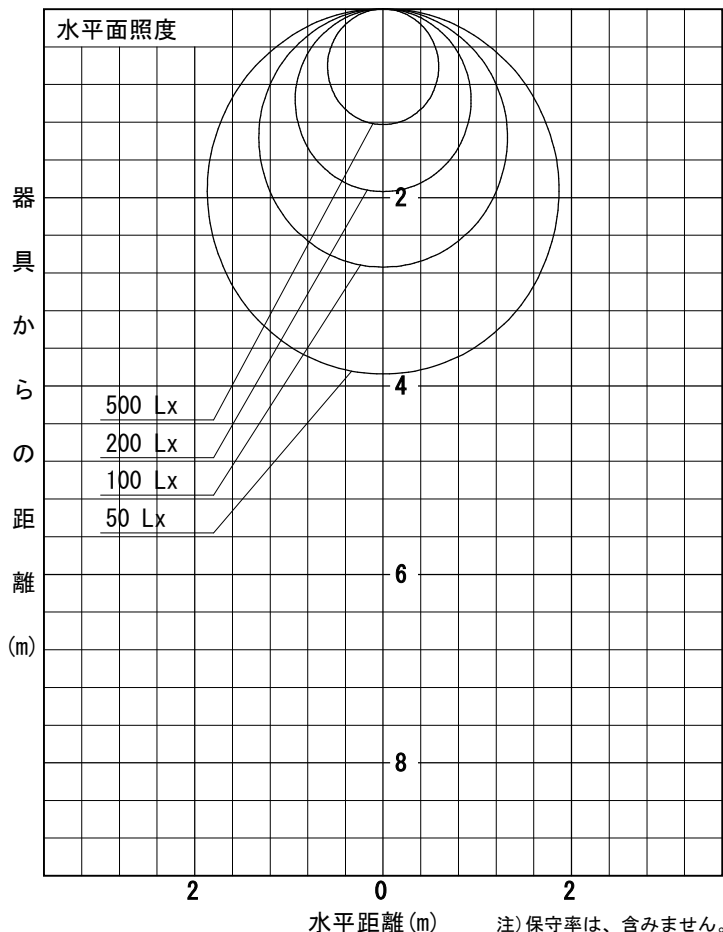 水平面照度
器具からの距離(m)
2
4
6
8
500 Lx
200 Lx
100 Lx
50 Lx
2
0
2
水平距離(m)
注)保守率は、含みません。